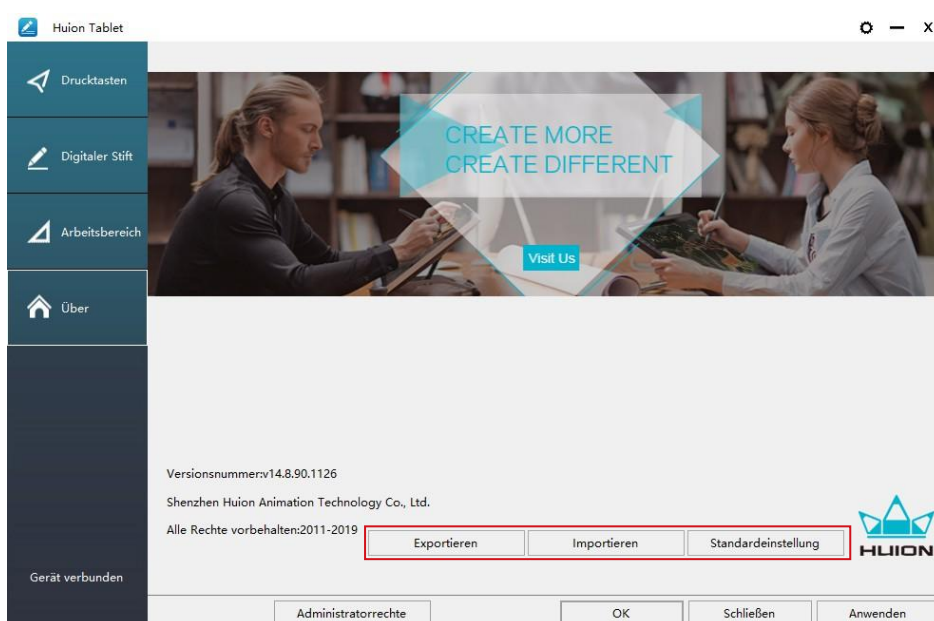 Huion Tablet
Drucktasten
Digitaler Stift
Arbeitsbereich
Über
CREATE MORE
CREATE DIFFERENT
Visit Us
Versionsnummer:v14.8.90.1126
Shenzhen Huion Animation Technology Co., Ltd.
Alle Rechte vorbehalten:2011-2019
Exportieren Importieren Standardeinstellung
HUION
Gerät verbunden
Administratorrechte OK Schließen Anwenden